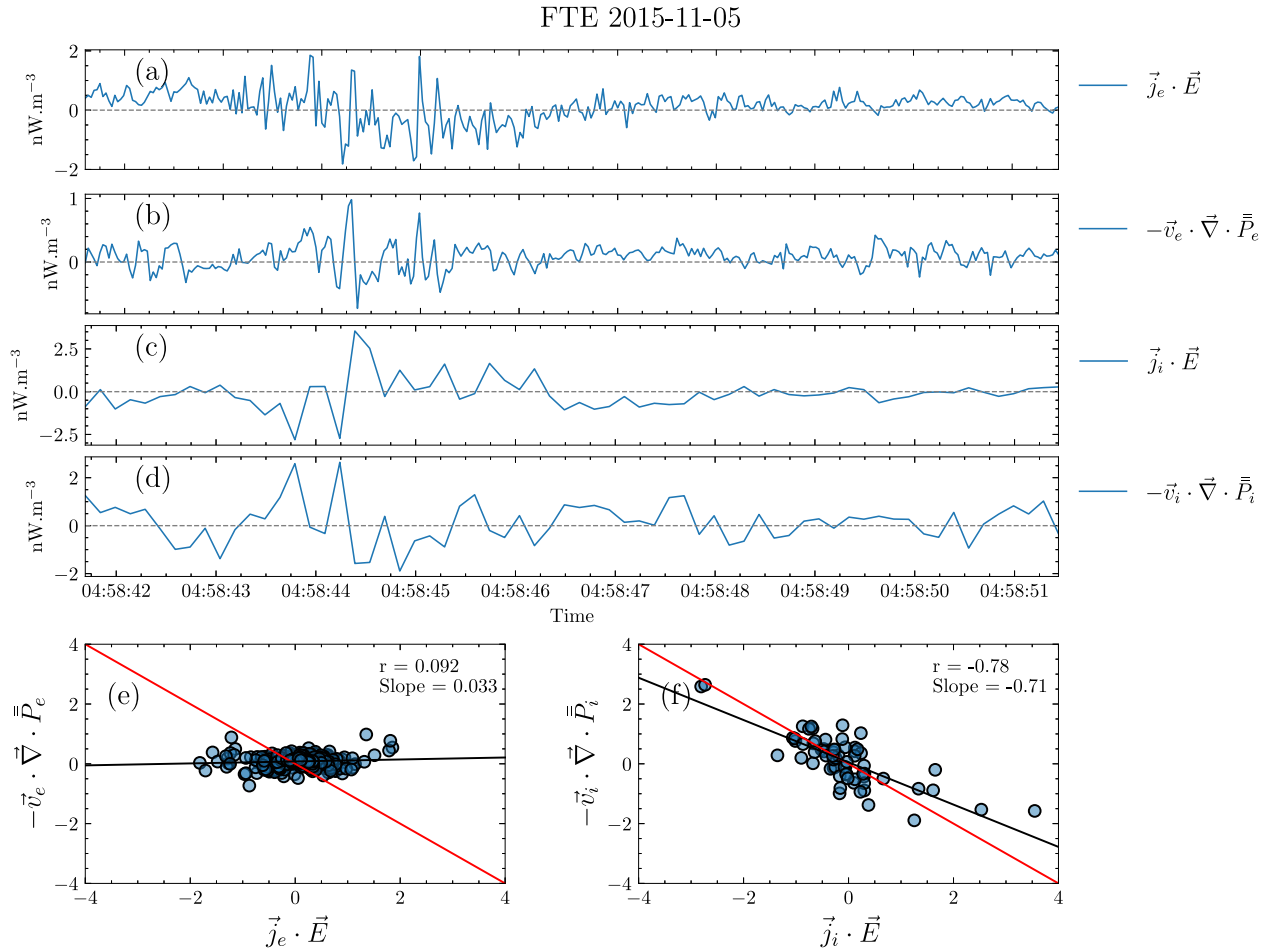 FTE 2015-11-05
2
0
−2
nW.m⁻³
(a)
j⃗ₑ · E⃗
1
0
nW.m⁻³
(b)
−v⃗ₑ · ∇⃗ · P̿ₑ
2.5
0.0
−2.5
nW.m⁻³
(c)
j⃗ᵢ · E⃗
2
0
−2
nW.m⁻³
(d)
−v⃗ᵢ · ∇⃗ · P̿ᵢ
04:58:42 04:58:43 04:58:44 04:58:45 04:58:46 04:58:47 04:58:48 04:58:49 04:58:50 04:58:51
Time
4
2
0
−2
−4
−v⃗ₑ · ∇⃗ · P̿ₑ
(e)
r = 0.092
Slope = 0.033
−4 −2 0 2 4
j⃗ₑ · E⃗
4
2
0
−2
−4
−v⃗ᵢ · ∇⃗ · P̿ᵢ
(f)
r = -0.78
Slope = -0.71
−4 −2 0 2 4
j⃗ᵢ · E⃗